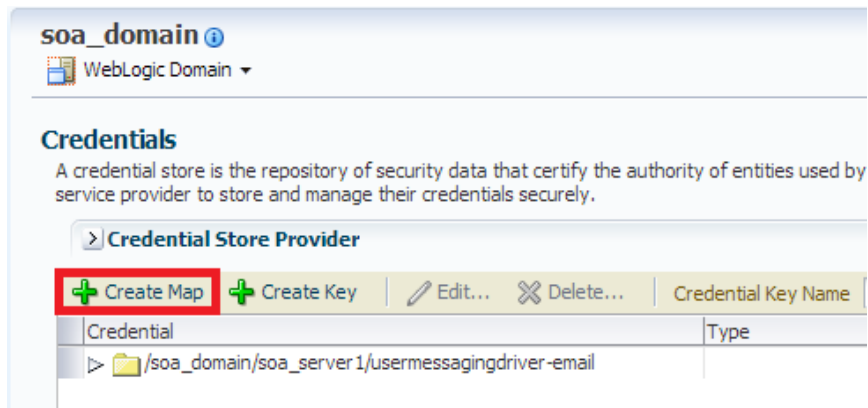 soa_domain
WebLogic Domain
Credentials
A credential store is the repository of security data that certify the authority of entities used by
service provider to store and manage their credentials securely.
Credential Store Provider
Create Map Create Key Edit... Delete... Credential Key Name
Credential Type
/soa_domain/soa_server1/usermessagingdriver-email